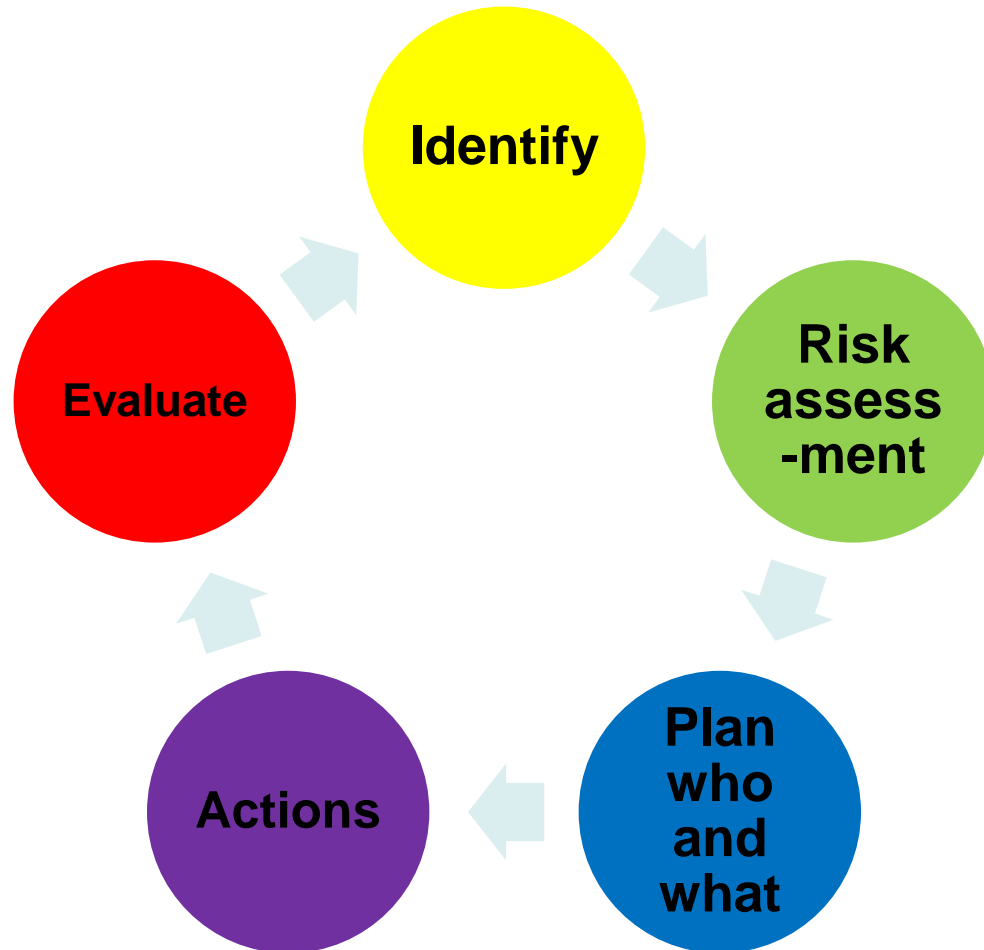 Identify
Risk
assess
-ment
Plan
who
and
what
Actions
Evaluate